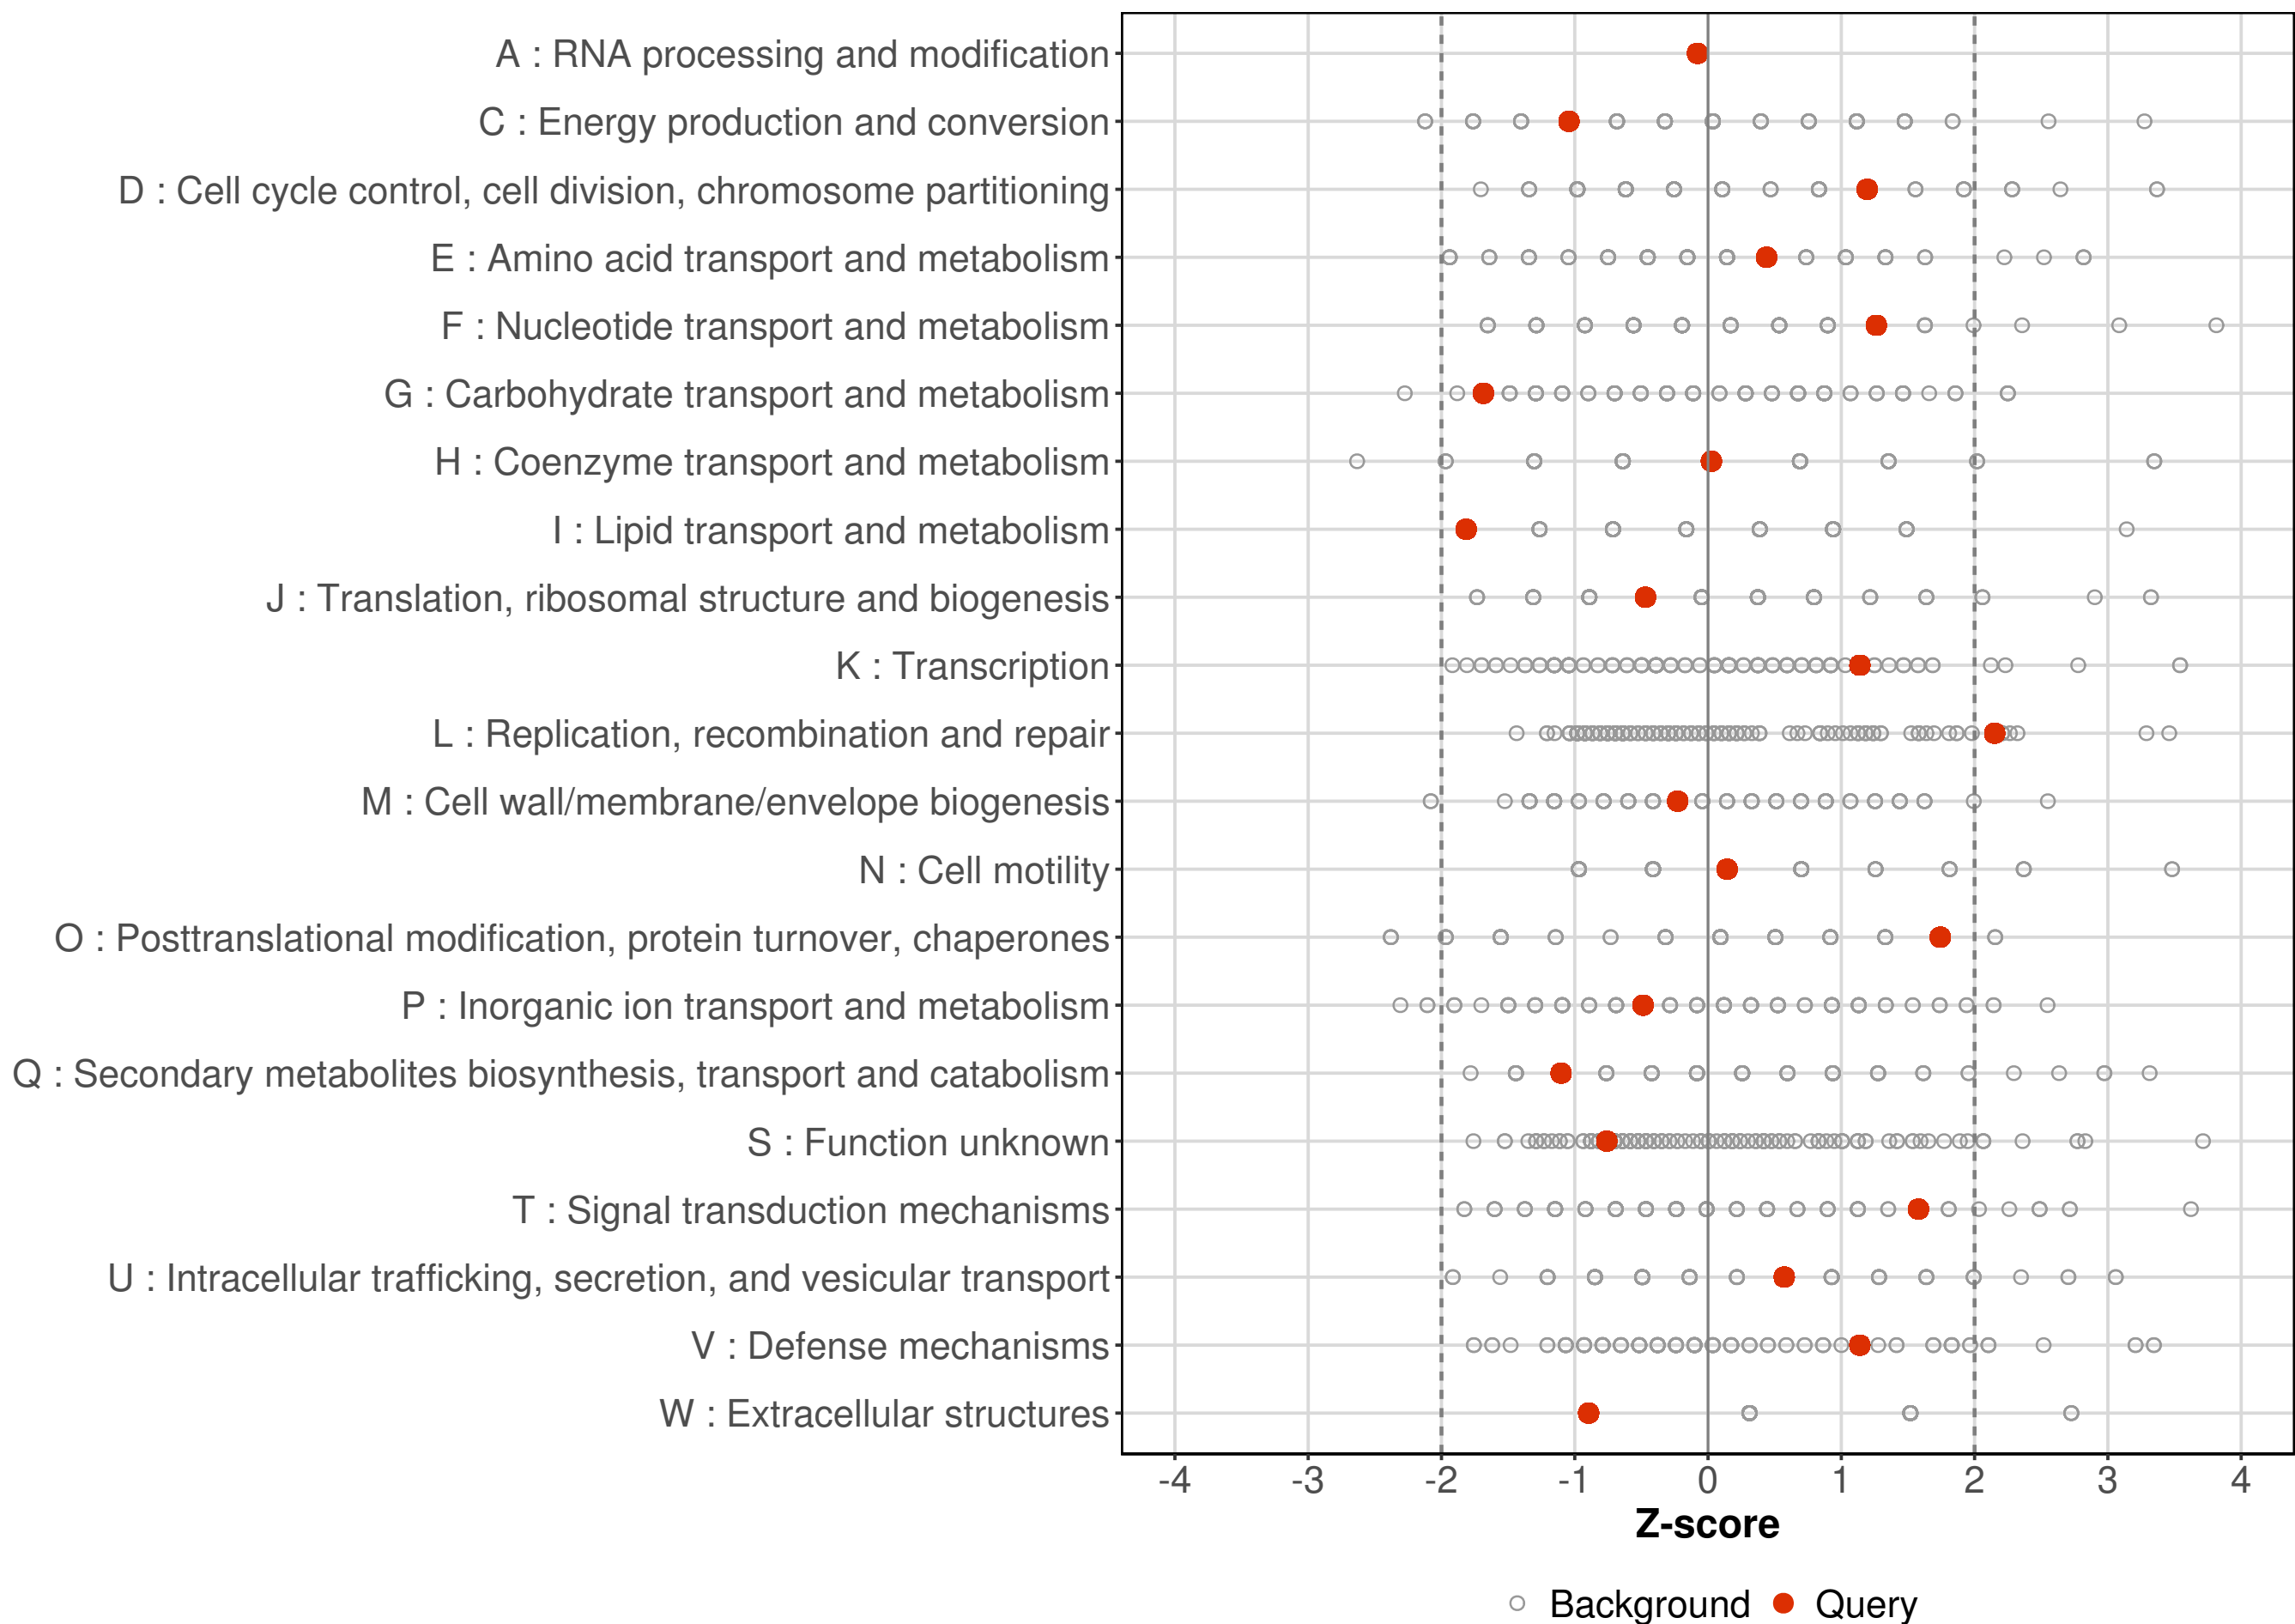 A : RNA processing and modification
C : Energy production and conversion
D : Cell cycle control, cell division, chromosome partitioning
E : Amino acid transport and metabolism
F : Nucleotide transport and metabolism
G : Carbohydrate transport and metabolism
H : Coenzyme transport and metabolism
I : Lipid transport and metabolism
J : Translation, ribosomal structure and biogenesis
K : Transcription
L : Replication, recombination and repair
M : Cell wall/membrane/envelope biogenesis
N : Cell motility
O : Posttranslational modification, protein turnover, chaperones
P : Inorganic ion transport and metabolism
Q : Secondary metabolites biosynthesis, transport and catabolism
S : Function unknown
T : Signal transduction mechanisms
U : Intracellular trafficking, secretion, and vesicular transport
V : Defense mechanisms
W : Extracellular structures
-4 -3 -2 -1 0 1 2 3 4
Z-score
Background Query